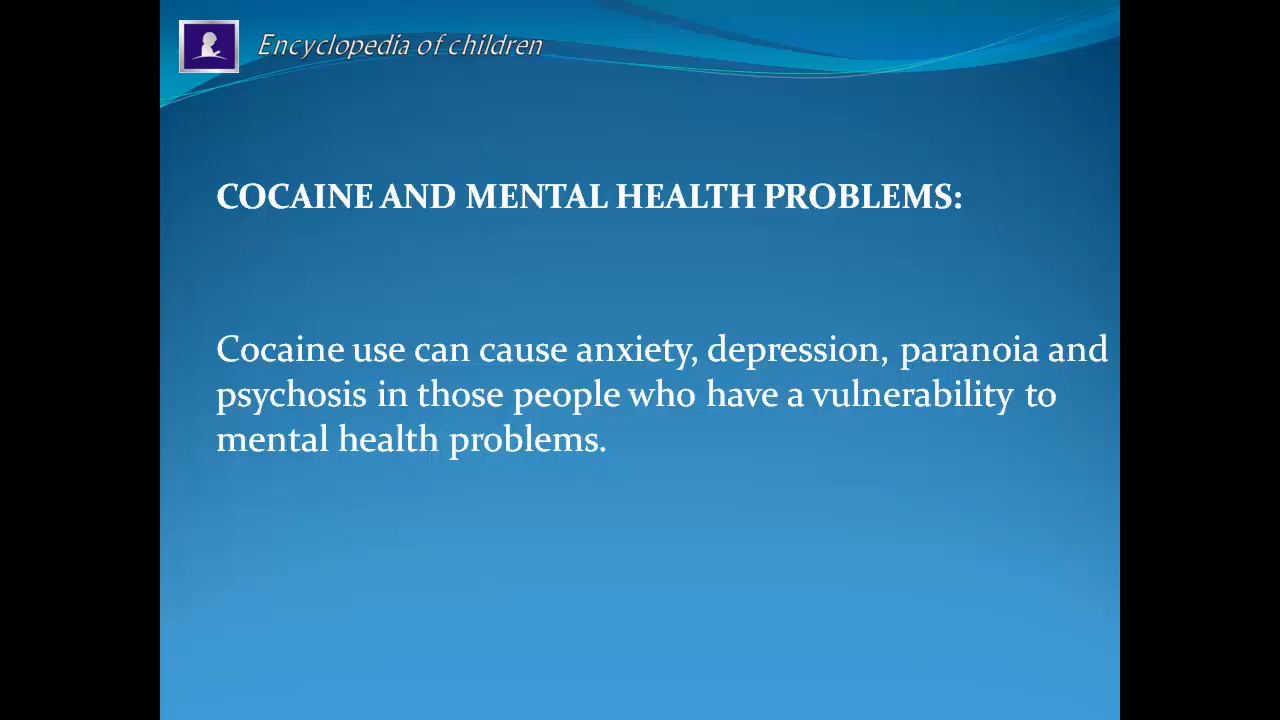 Encyclopedia of children
COCAINE AND MENTAL HEALTH PROBLEMS:
Cocaine use can cause anxiety, depression, paranoia and
psychosis in those people who have a vulnerability to
mental health problems.